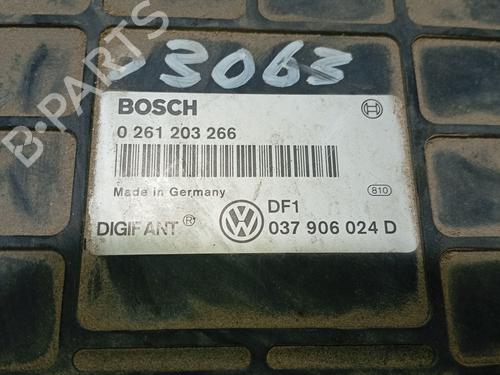 3063
B-PARTS
BOSCH
0 261 203 266
Made in Germany
810
DIGIFANT®
DF1
037 906 024 D